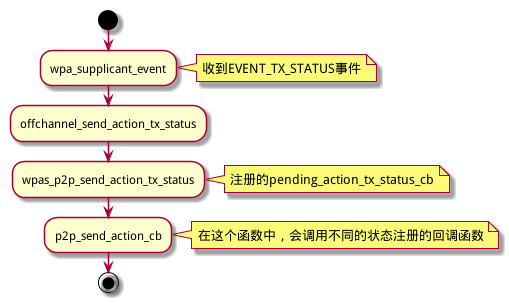 wpa_supplicant_event
收到EVENT_TX_STATUS事件
offchannel_send_action_tx_status
wpas_p2p_send_action_tx_status
注册的pending_action_tx_status_cb
p2p_send_action_cb
在这个函数中，会调用不同的状态注册的回调函数